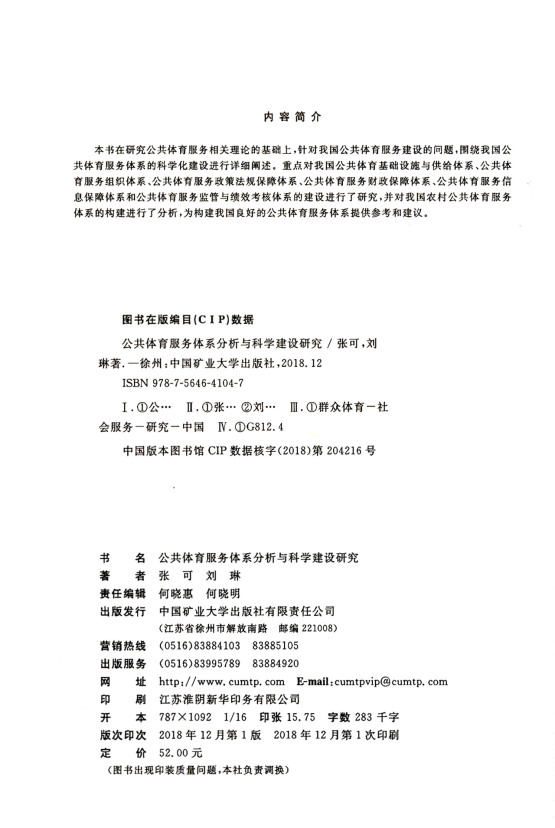 内容简介
本书在研究公共体育服务相关理论的基础上,针对我国公共体育服务建设的问题,围绕我国公
共体育服务体系的科学化建设进行详细阐述。重点对我国公共体育基础设施与供给体系、公共体
育服务组织体系、公共体育服务政策法规保障体系、公共体育服务财政保障体系、公共体育服务信
息保障体系和公共体育服务监管与绩效考核体系的建设进行了研究,并对我国农村公共体育服务
体系的构建进行了分析,为构建我国良好的公共体育服务体系提供参考和建议。
图书在版编目(CIP)数据
公共体育服务体系分析与科学建设研究 / 张可,刘
琳著.—徐州:中国矿业大学出版社,2018.12
ISBN 978-7-5646-4104-7
Ⅰ.①公… Ⅱ.①张… ②刘… Ⅲ.①群众体育-社
会服务-研究-中国 Ⅳ.①G812.4
中国版本图书馆 CIP 数据核字(2018)第 204216 号
书 名 公共体育服务体系分析与科学建设研究
著 者 张 可 刘 琳
责任编辑 何晓惠 何晓明
出版发行 中国矿业大学出版社有限责任公司
(江苏省徐州市解放南路 邮编 221008)
营销热线 (0516)83884103 83885105
出版服务 (0516)83995789 83884920
网 址 http://www.cumtp.com E-mail:cumtpvip@cumtp.com
印 刷 江苏淮阴新华印务有限公司
开 本 787×1092 1/16 印张 15.75 字数 283 千字
版次印次 2018 年 12 月第 1 版 2018 年 12 月第 1 次印刷
定 价 52.00 元
(图书出现印装质量问题,本社负责调换)